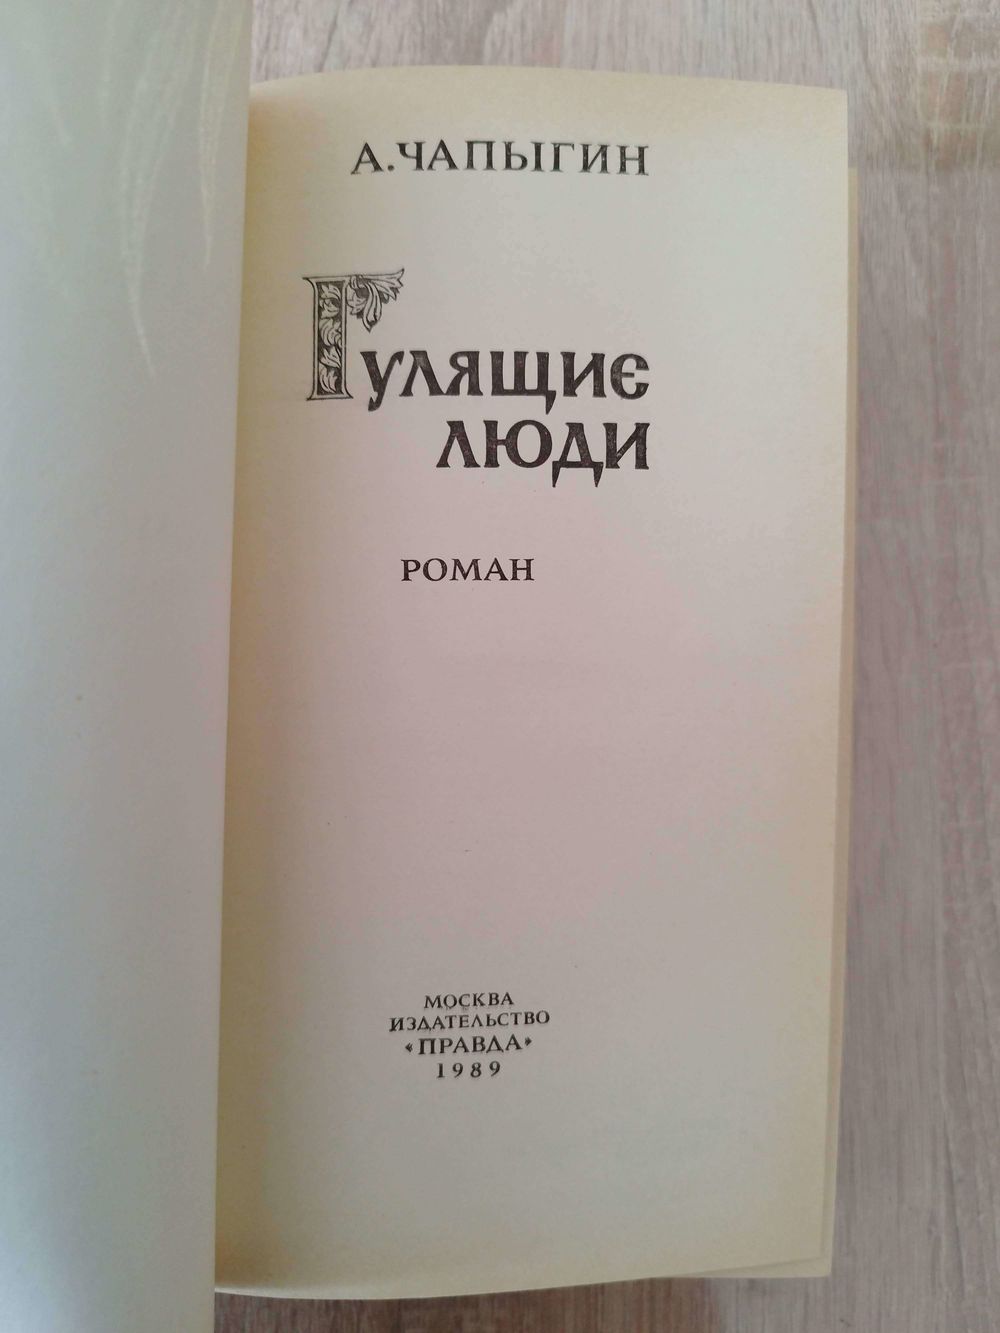 А. ЧАПЫГИН
Гулящие
люди
РОМАН
МОСКВА
ИЗДАТЕЛЬСТВО
«ПРАВДА»
1989